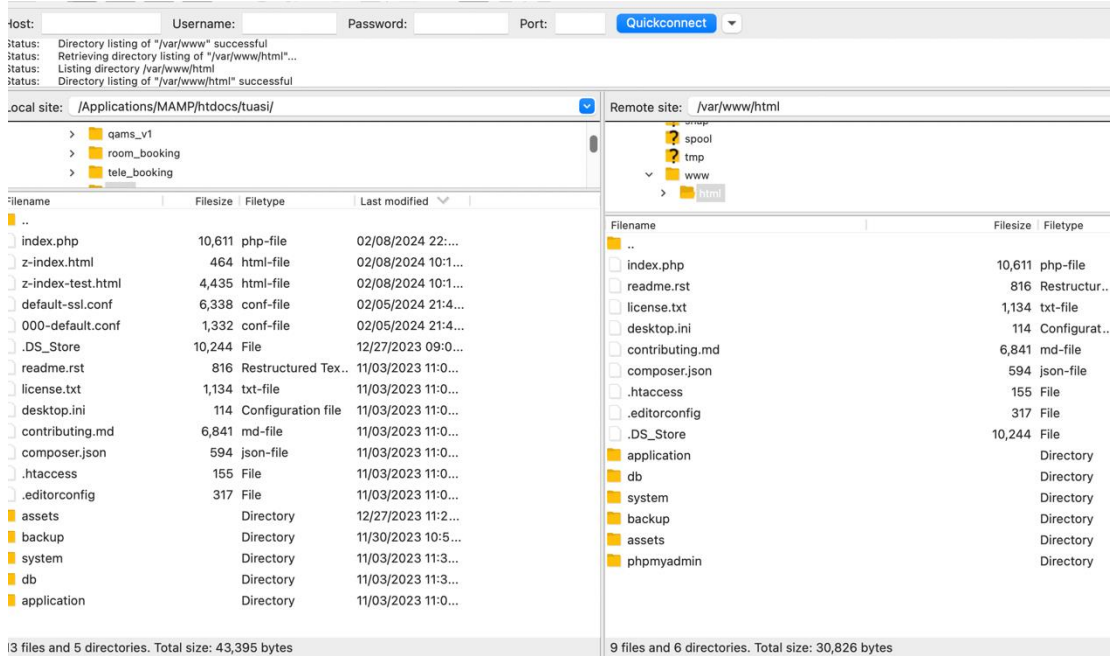 Host: Username: Password: Port: Quickconnect
Status: Directory listing of "/var/www" successful
Status: Retrieving directory listing of "/var/www/html"...
Status: Listing directory /var/www/html
Status: Directory listing of "/var/www/html" successful
Local site: /Applications/MAMP/htdocs/tuasi/
qams_v1
room_booking
tele_booking
Filename Filesize Filetype Last modified
..
index.php 10,611 php-file 02/08/2024 22:...
z-index.html 464 html-file 02/08/2024 10:1...
z-index-test.html 4,435 html-file 02/08/2024 10:1...
default-ssl.conf 6,338 conf-file 02/05/2024 21:4...
000-default.conf 1,332 conf-file 02/05/2024 21:4...
.DS_Store 10,244 File 12/27/2023 09:0...
readme.rst 816 Restructured Tex.. 11/03/2023 11:0...
license.txt 1,134 txt-file 11/03/2023 11:0...
desktop.ini 114 Configuration file 11/03/2023 11:0...
contributing.md 6,841 md-file 11/03/2023 11:0...
composer.json 594 json-file 11/03/2023 11:0...
.htaccess 155 File 11/03/2023 11:0...
.editorconfig 317 File 11/03/2023 11:0...
assets Directory 12/27/2023 11:2...
backup Directory 11/30/2023 10:5...
system Directory 11/03/2023 11:3...
db Directory 11/03/2023 11:3...
application Directory 11/03/2023 11:0...
13 files and 5 directories. Total size: 43,395 bytes
Remote site: /var/www/html
spool
tmp
www
html
Filename Filesize Filetype
..
index.php 10,611 php-file
readme.rst 816 Restructur..
license.txt 1,134 txt-file
desktop.ini 114 Configurat..
contributing.md 6,841 md-file
composer.json 594 json-file
.htaccess 155 File
.editorconfig 317 File
.DS_Store 10,244 File
application Directory
db Directory
system Directory
backup Directory
assets Directory
phpmyadmin Directory
9 files and 6 directories. Total size: 30,826 bytes